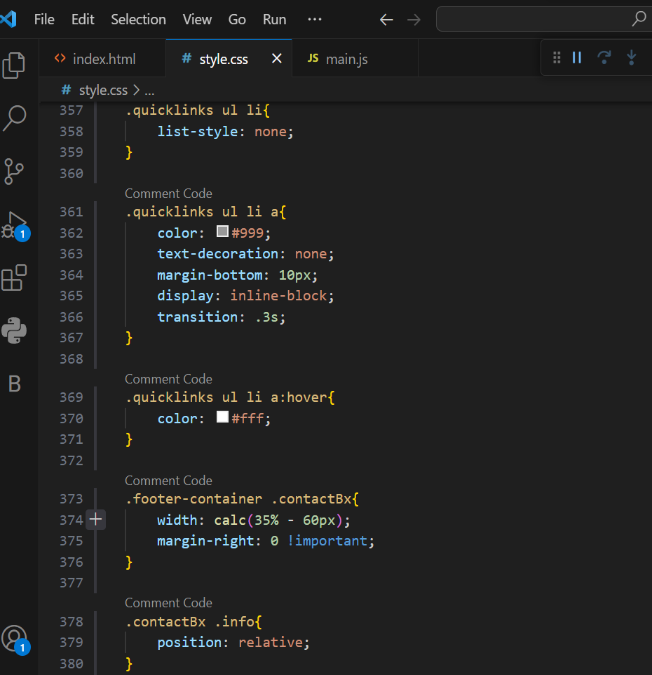 File Edit Selection View Go Run ···
index.html
# style.css
JS main.js
# style.css > ...
357 .quicklinks ul li{
358 list-style: none;
359 }
360
Comment Code
361 .quicklinks ul li a{
362 color: #999;
363 text-decoration: none;
364 margin-bottom: 10px;
365 display: inline-block;
366 transition: .3s;
367 }
368
Comment Code
369 .quicklinks ul li a:hover{
370 color: #fff;
371 }
372
Comment Code
373 .footer-container .contactBx{
374 width: calc(35% - 60px);
375 margin-right: 0 !important;
376 }
377
Comment Code
378 .contactBx .info{
379 position: relative;
380 }
1
B
1